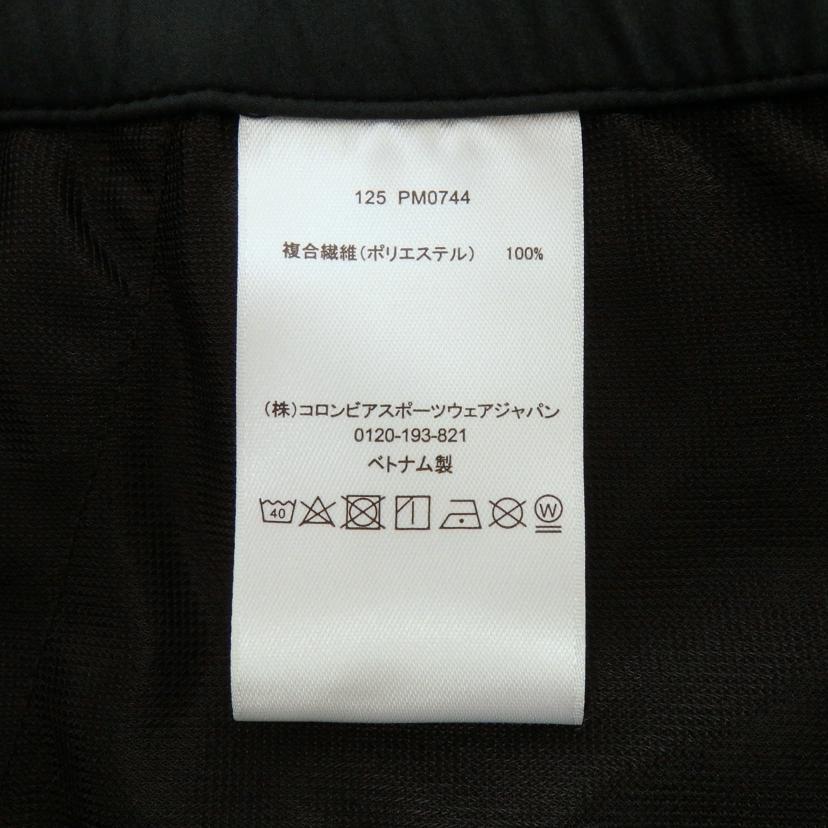 125 PM0744
複合繊維(ポリエステル) 100%
(株)コロンビアスポーツウェアジャパン
0120-193-821
ベトナム製
40 W